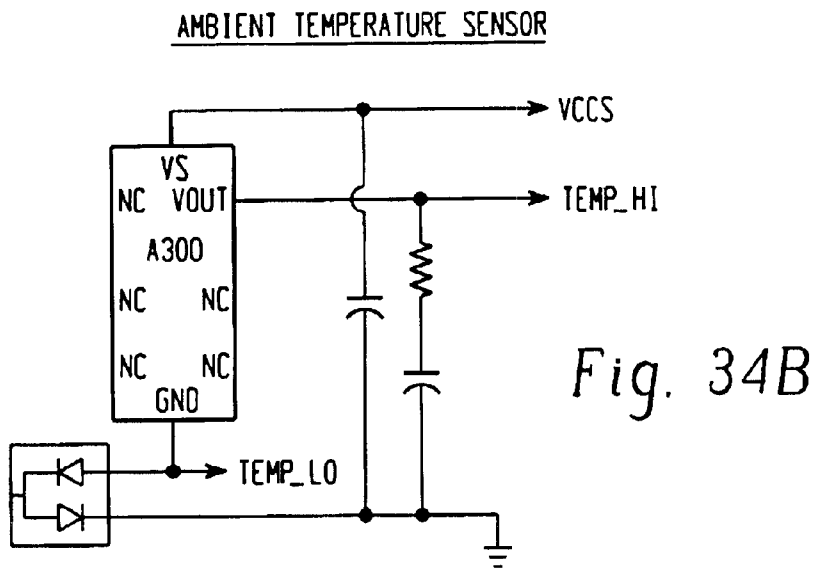 AMBIENT TEMPERATURE SENSOR
VCCS
VS
NC VOUT
TEMP_HI
A300
NC NC
NC NC
GND
TEMP_LO
Fig. 34B